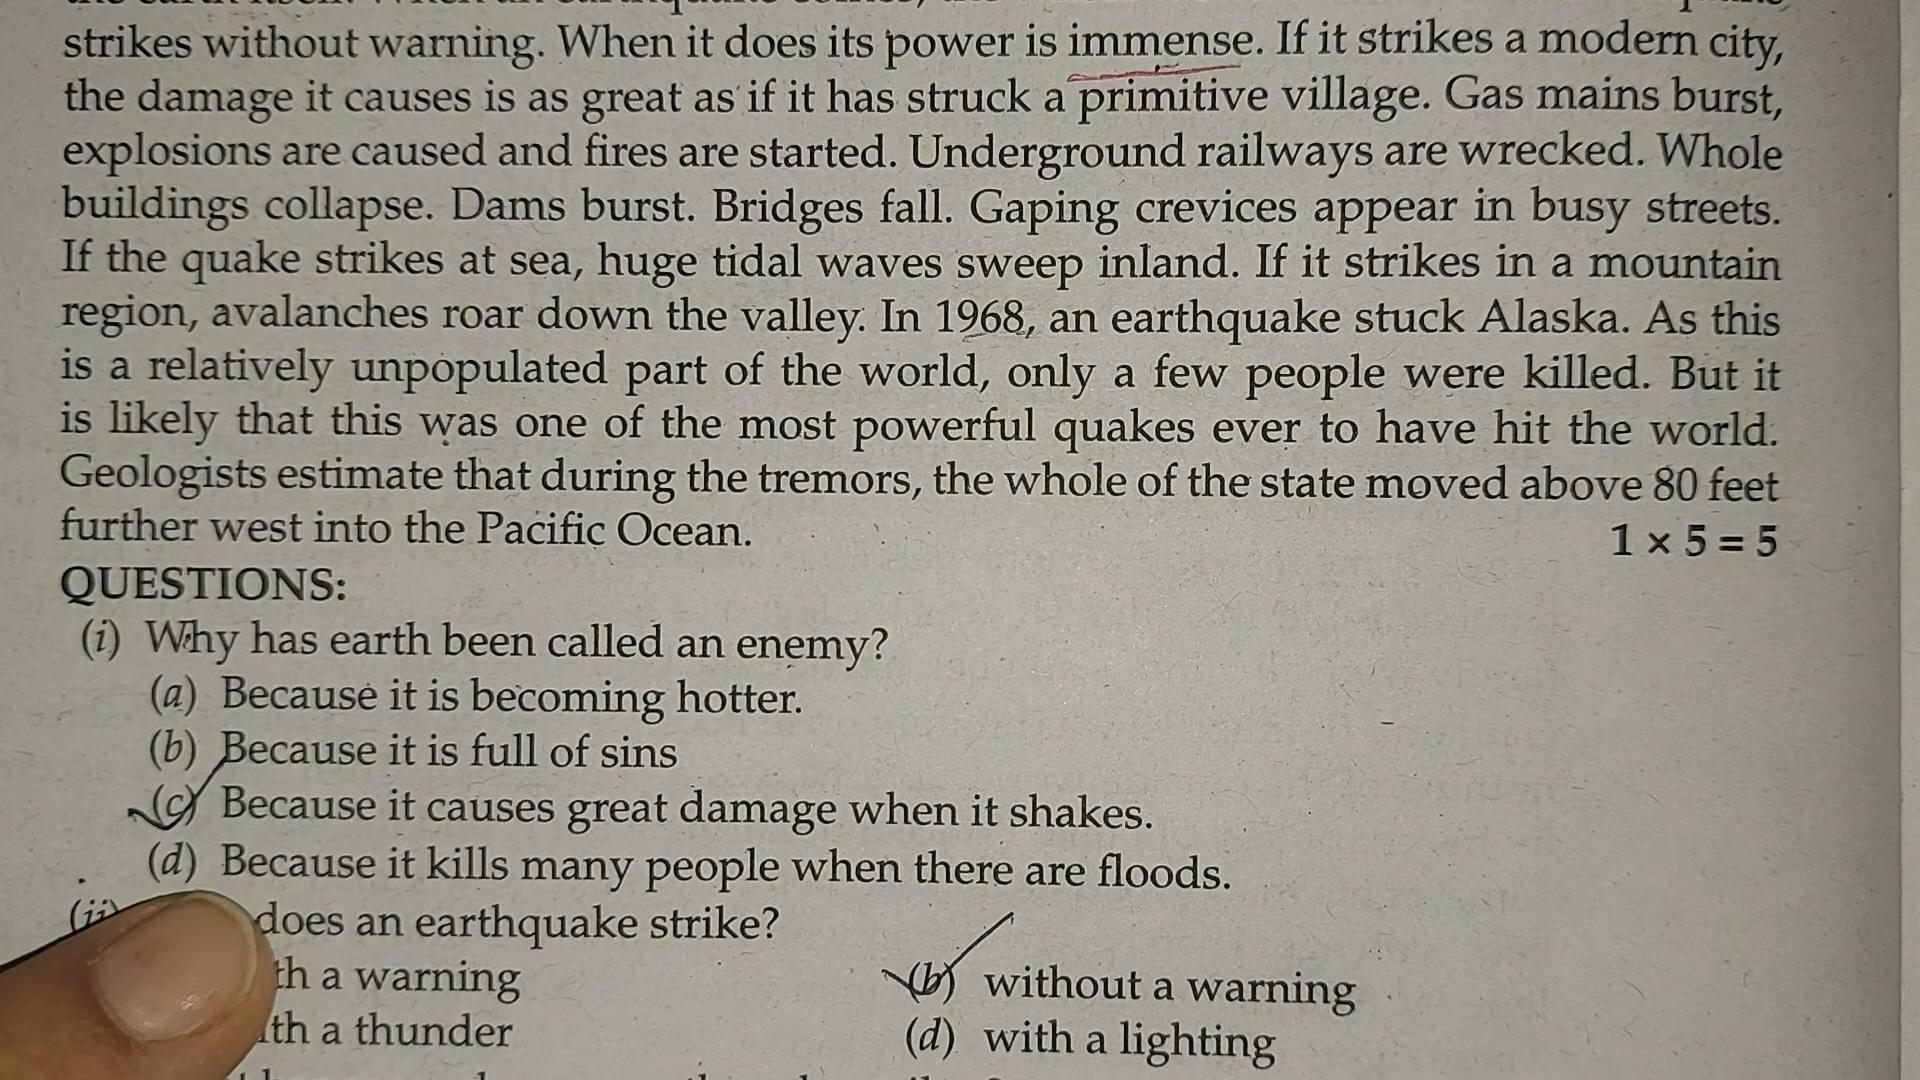 strikes without warning. When it does its power is immense. If it strikes a modern city,
the damage it causes is as great as if it has struck a primitive village. Gas mains burst,
explosions are caused and fires are started. Underground railways are wrecked. Whole
buildings collapse. Dams burst. Bridges fall. Gaping crevices appear in busy streets.
If the quake strikes at sea, huge tidal waves sweep inland. If it strikes in a mountain
region, avalanches roar down the valley. In 1968, an earthquake stuck Alaska. As this
is a relatively unpopulated part of the world, only a few people were killed. But it
is likely that this was one of the most powerful quakes ever to have hit the world.
Geologists estimate that during the tremors, the whole of the state moved above 80 feet
further west into the Pacific Ocean. 1 × 5 = 5
QUESTIONS:
(i) Why has earth been called an enemy?
(a) Because it is becoming hotter.
(b) Because it is full of sins
(c) Because it causes great damage when it shakes.
(d) Because it kills many people when there are floods.
(ii) does an earthquake strike?
a warning (b) without a warning
a thunder (d) with a lighting